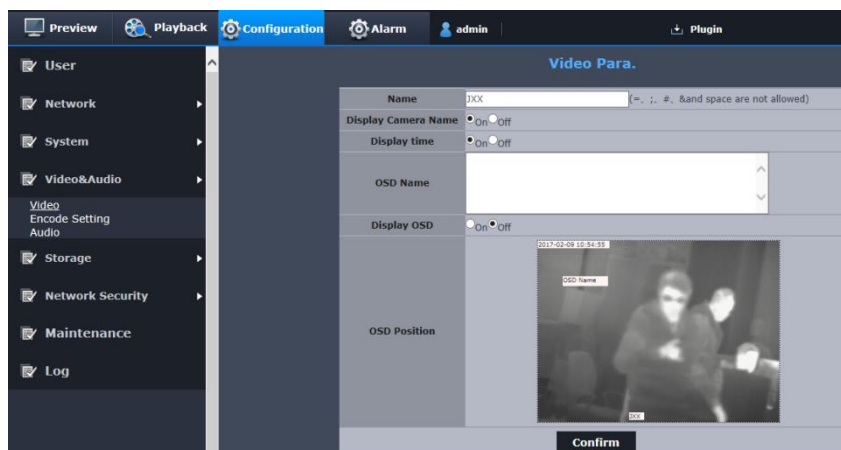 Preview Playback Configuration Alarm admin Plugin
User
Network
System
Video&Audio
Video
Encode Setting
Audio
Storage
Network Security
Maintenance
Log
Video Para.
Name JXX (=, ;, #, &and space are not allowed)
Display Camera Name On Off
Display time On Off
OSD Name
Display OSD On Off
OSD Position
2017-02-09 10:54:55
OSD Name
JXX
Confirm